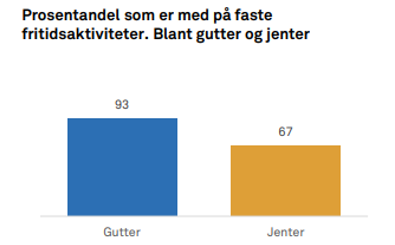 Prosentandel som er med på faste
fritidsaktiviteter. Blant gutter og jenter
93
67
Gutter
Jenter